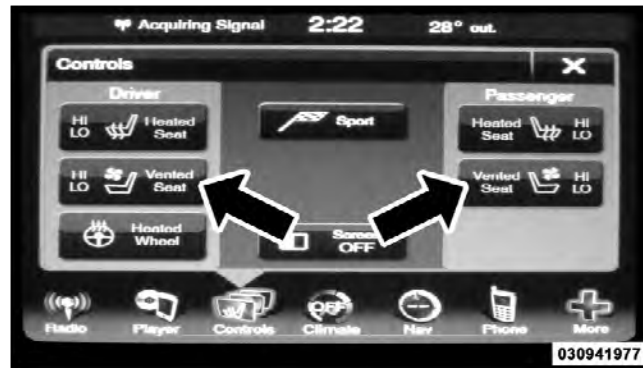 Acquiring Signal 2:22 28° out.
Controls X
Driver
Passenger
HI LO Heated Seat
Sport
Heated Seat HI LO
HI LO Vented Seat
Vented Seat HI LO
Heated Wheel
Screen OFF
Radio Player Controls OFF Climate Nav Phone More
030941977